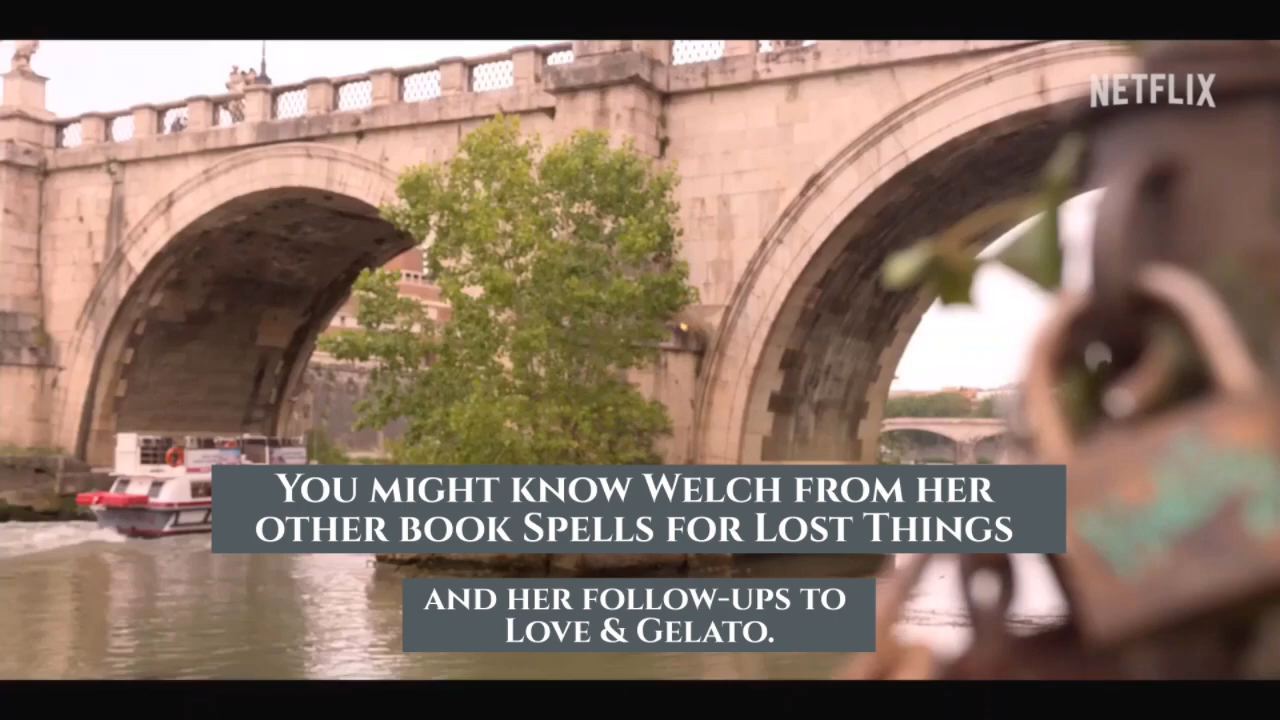 NETFLIX
You might know Welch from her
other book Spells for Lost Things
and her follow-ups to
Love & Gelato.